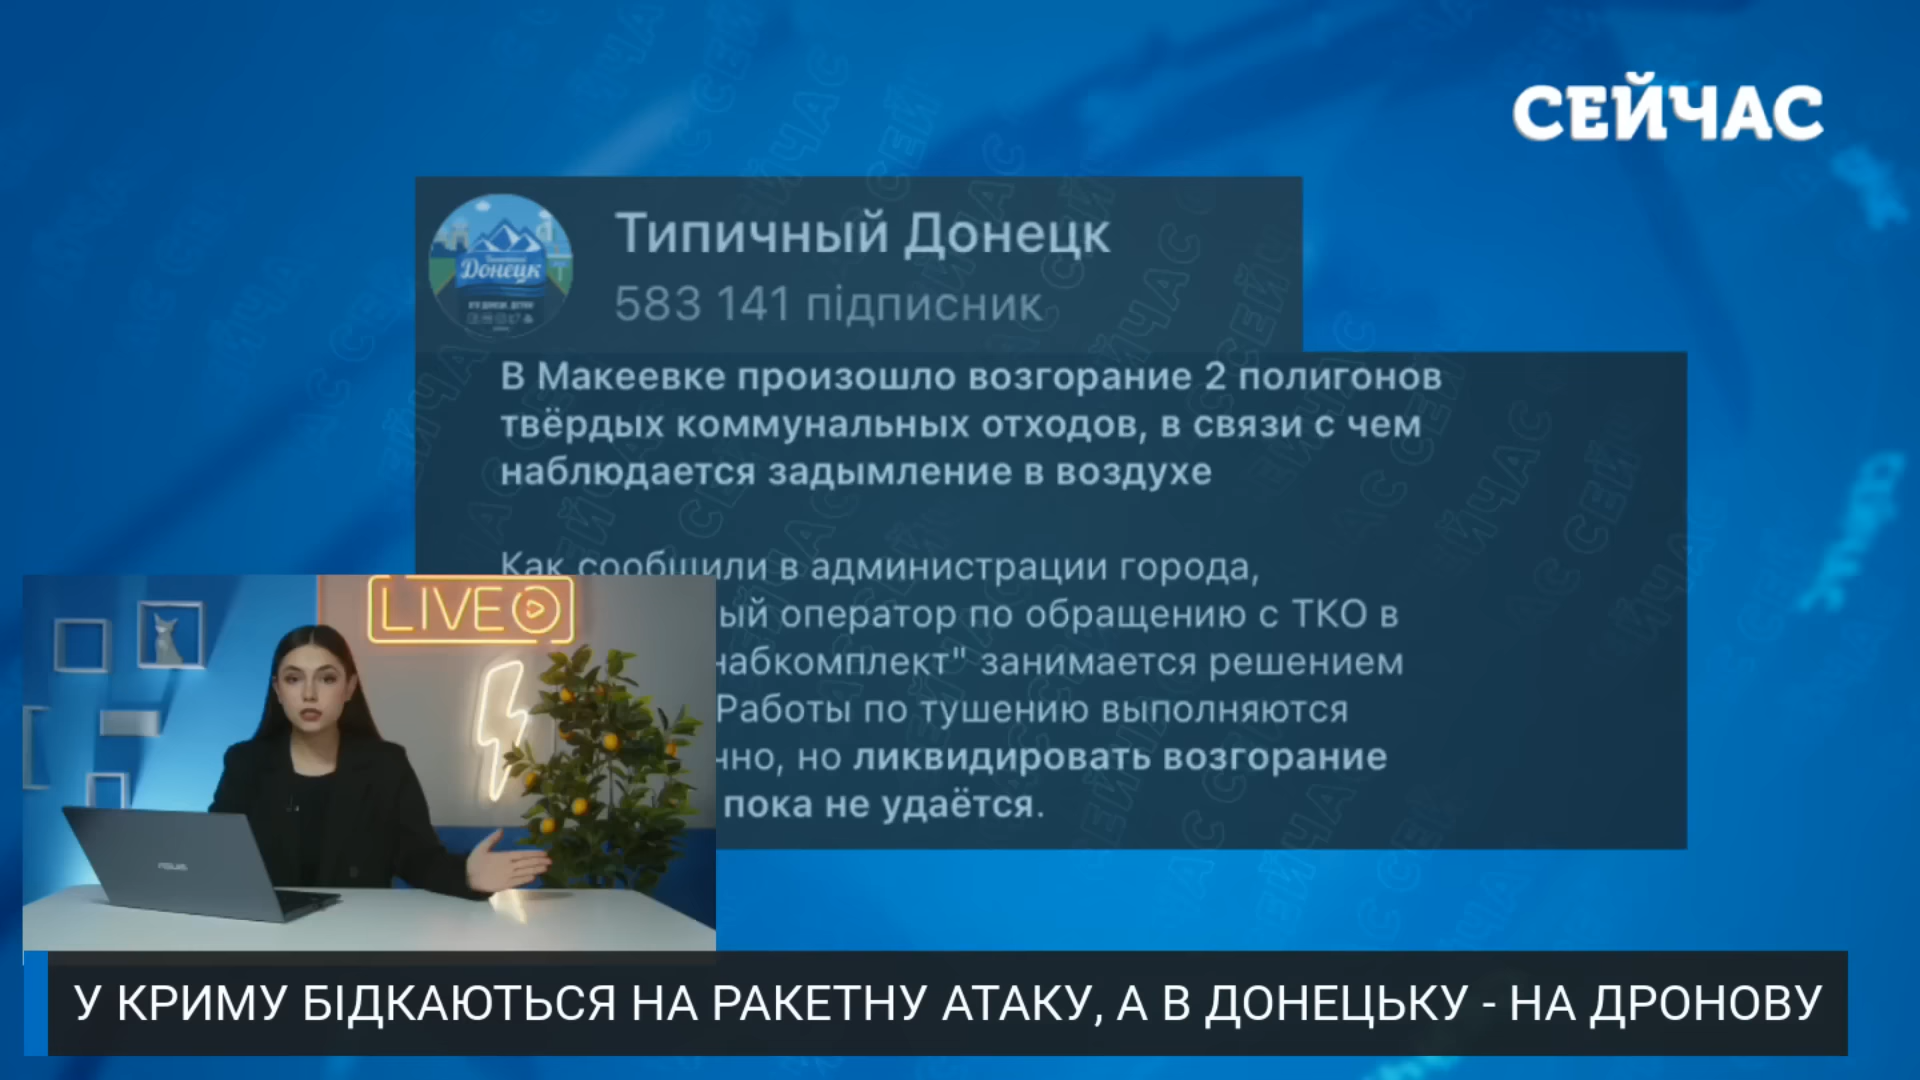 СЕЙЧАС
Типичный Донецк
583 141 підписник
Донецк
В Макеевке произошло возгорание 2 полигонов
твёрдых коммунальных отходов, в связи с чем
наблюдается задымление в воздухе
Как сообщили в администрации города,
ый оператор по обращению с ТКО в
набкомплект" занимается решением
Работы по тушению выполняются
чно, но ликвидировать возгорание
пока не удаётся.
LIVE
ASUS
У КРИМУ БІДКАЮТЬСЯ НА РАКЕТНУ АТАКУ, А В ДОНЕЦЬКУ - НА ДРОНОВУ